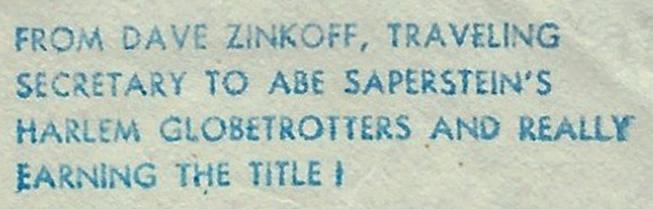 FROM DAVE ZINKOFF, TRAVELING
SECRETARY TO ABE SAPERSTEIN'S
HARLEM GLOBETROTTERS AND REALLY
EARNING THE TITLE !